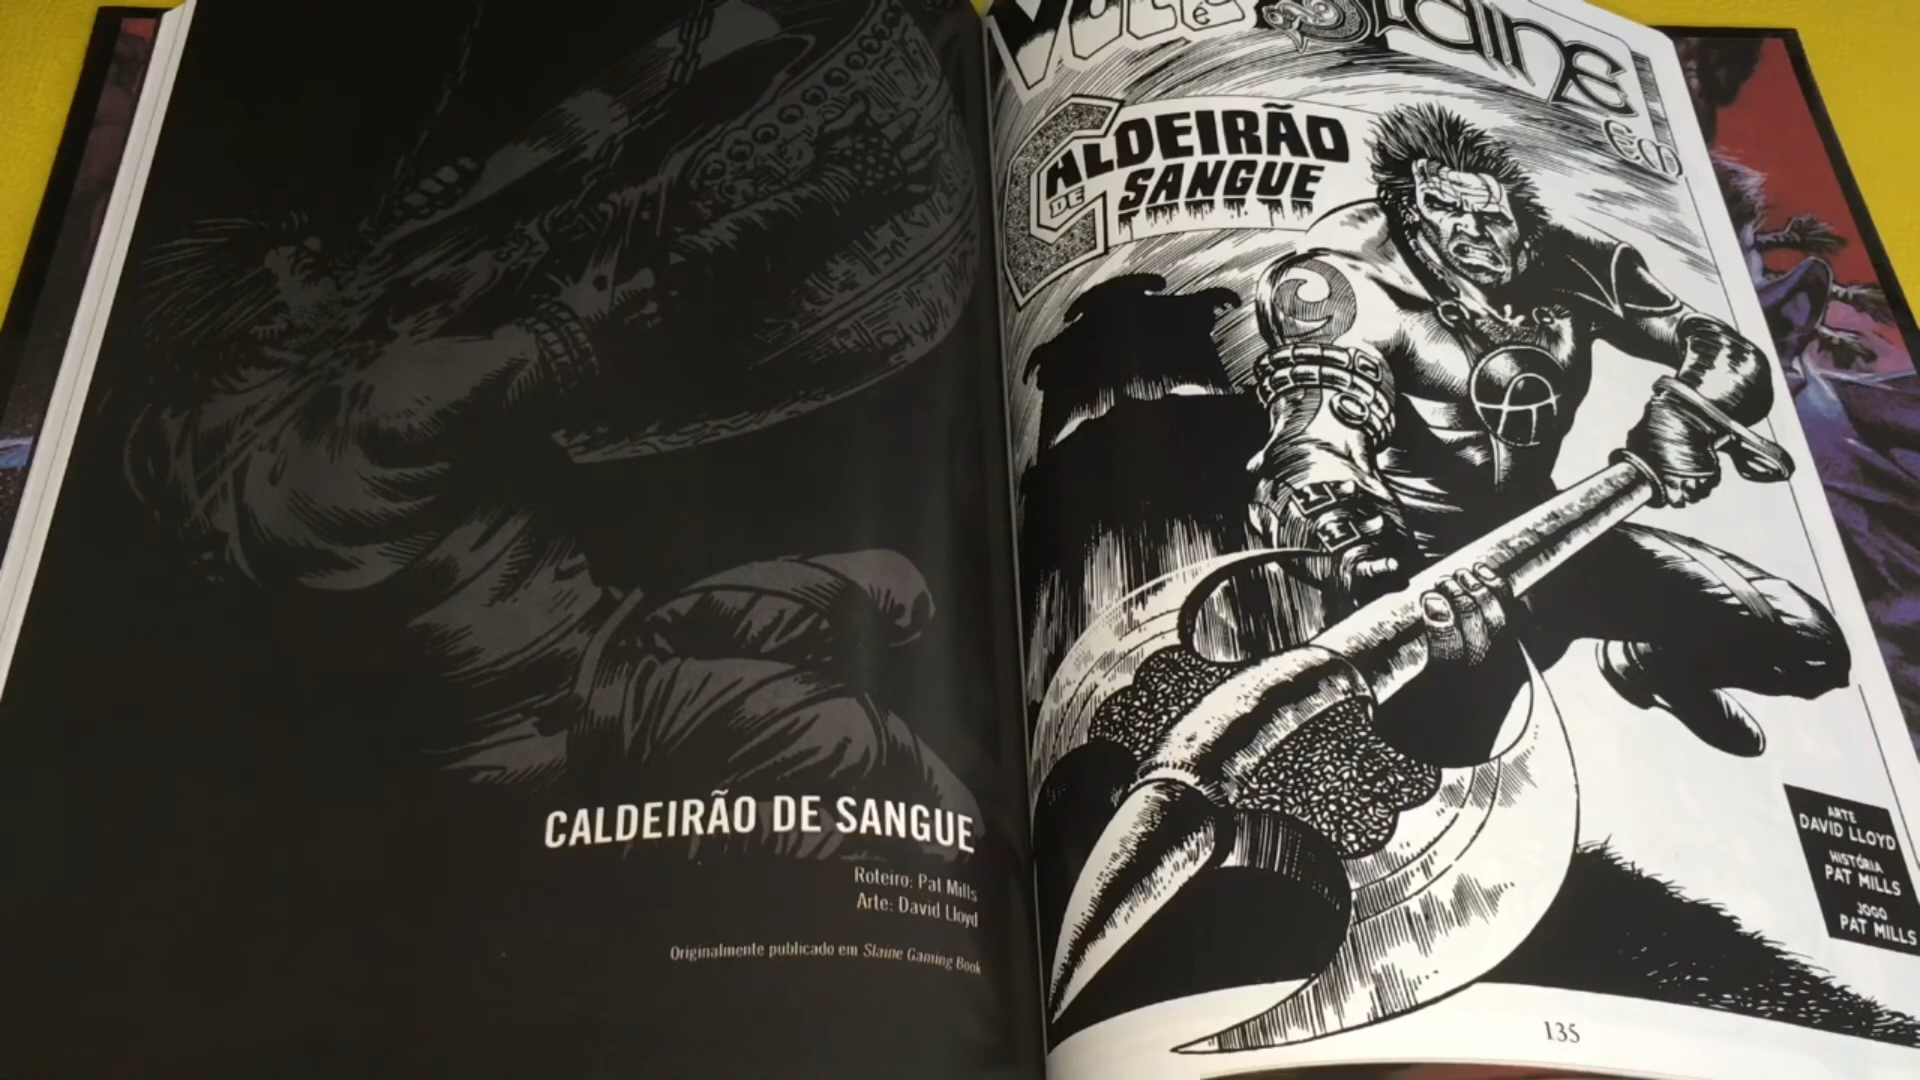 CALDEIRÃO DE SANGUE
Roteiro: Pat Mills
Arte: David Lloyd
Originalmente publicado em Slaine Gaming Book
Você é Slaine
em
CALDEIRÃO
DE SANGUE
ARTE
DAVID LLOYD
HISTÓRIA
PAT MILLS
JOGO
PAT MILLS
135